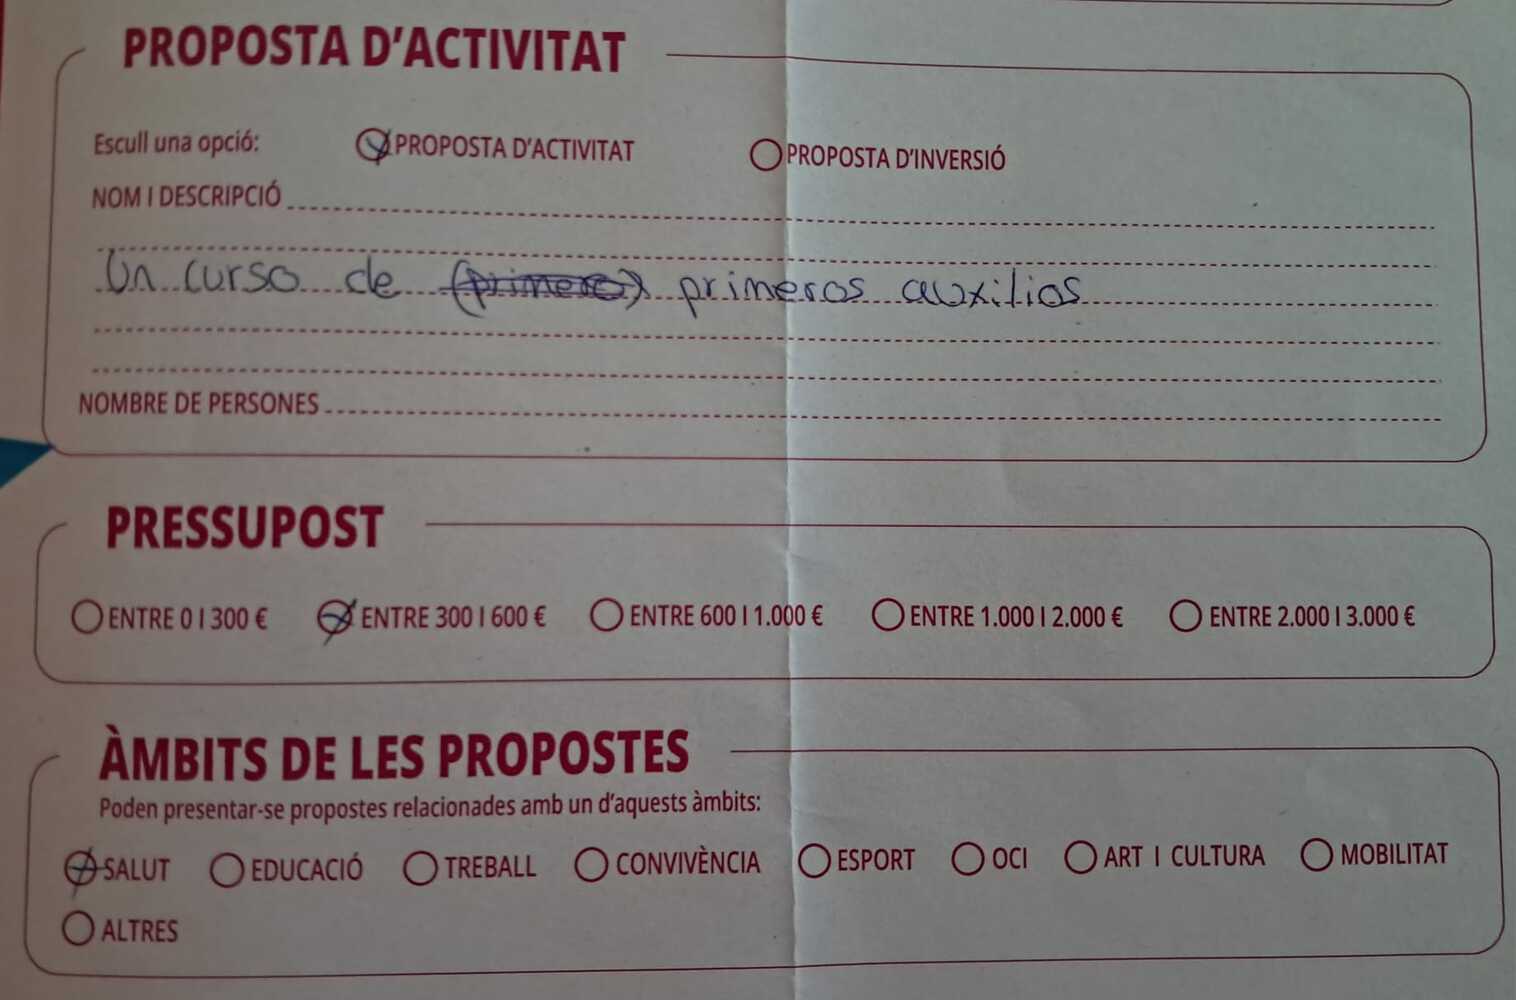 PROPOSTA D'ACTIVITAT
Escull una opció: PROPOSTA D'ACTIVITAT PROPOSTA D'INVERSIÓ
NOM I DESCRIPCIÓ
Un curso de (primero) primeros auxilios
NOMBRE DE PERSONES
PRESSUPOST
ENTRE 0 I 300 € ENTRE 300 I 600 € ENTRE 600 I 1.000 € ENTRE 1.000 I 2.000 € ENTRE 2.000 I 3.000 €
ÀMBITS DE LES PROPOSTES
Poden presentar-se propostes relacionades amb un d'aquests àmbits:
SALUT EDUCACIÓ TREBALL CONVIVÈNCIA ESPORT OCI ART I CULTURA MOBILITAT
ALTRES